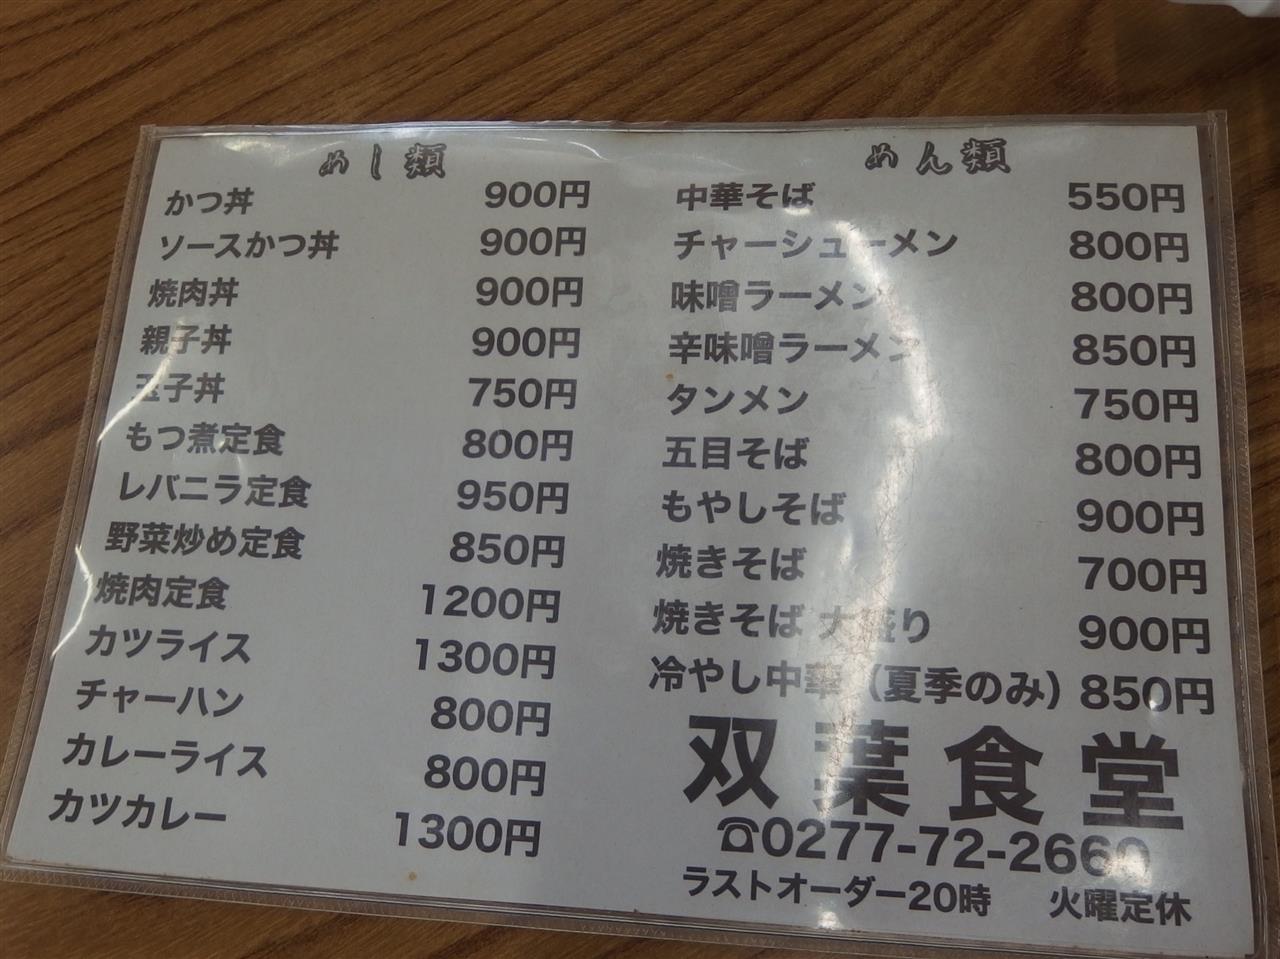 めし類
かつ丼 900円
ソースかつ丼 900円
焼肉丼 900円
親子丼 900円
玉子丼 750円
もつ煮定食 800円
レバニラ定食 950円
野菜炒め定食 850円
焼肉定食 1200円
カツライス 1300円
チャーハン 800円
カレーライス 800円
カツカレー 1300円
めん類
中華そば 550円
チャーシューメン 800円
味噌ラーメン 800円
辛味噌ラーメン 850円
タンメン 750円
五目そば 800円
もやしそば 900円
焼きそば 700円
焼きそば 大盛り 900円
冷やし中華（夏季のみ）850円
双葉食堂
☎0277-72-2660
ラストオーダー20時 火曜定休